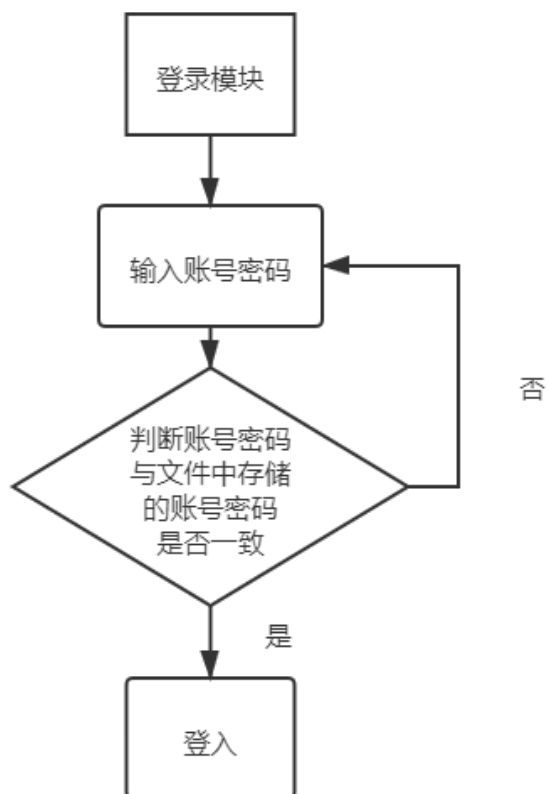 登录模块
输入账号密码
否
判断账号密码
与文件中存储
的账号密码
是否一致
是
登入